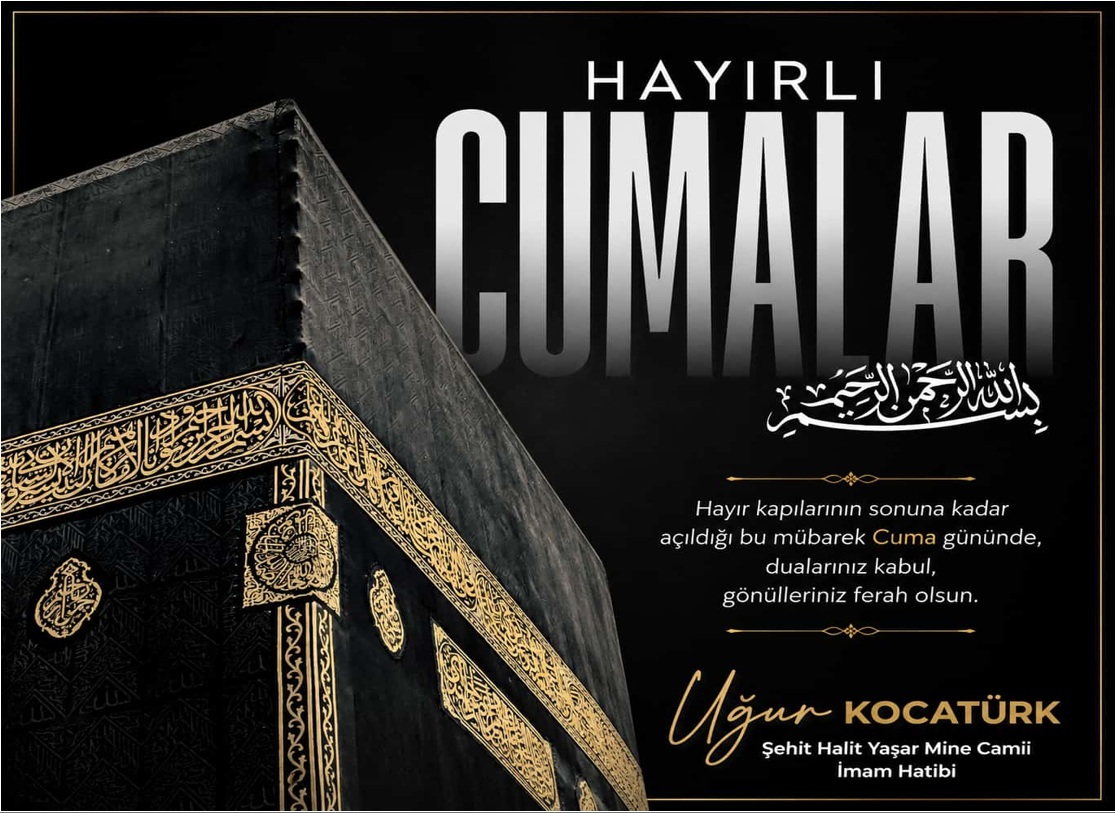 HAYIRLI
CUMALAR
بسم الله الرحمن الرحيم
Hayır kapılarının sonuna kadar
açıldığı bu mübarek Cuma gününde,
dualarınız kabul,
gönülleriniz ferah olsun.
Uğur KOCATÜRK
Şehit Halit Yaşar Mine Camii
İmam Hatibi